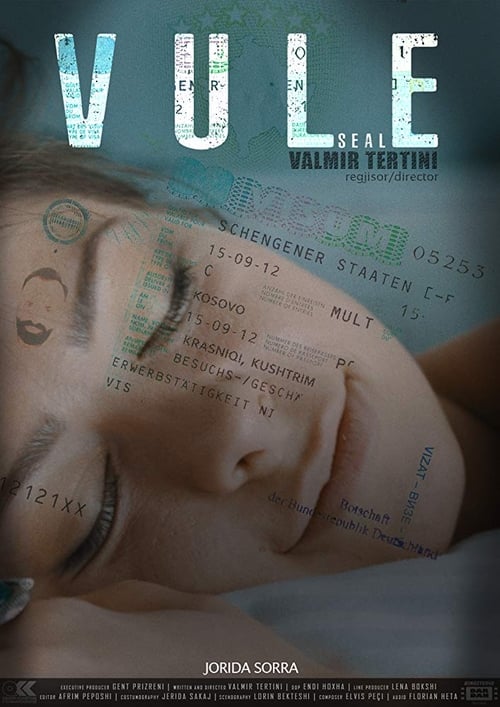 VULE
SEAL
VALMIR TERTINI
regjisor/director
05253
SCHENGENER STAATEN [-F
15-09-12
15-
C
MULT
KOSOVO
15-09-12
KRASNIQI, KUSHTRIM
BESUCHS-/GESCH
ERWERBSTÄTIGKEIT NI
VIS
12121XX
VIZAT – ВИЗЕ -
Botschaft
der Bundesrepublik Deutschland
JORIDA SORRA
EXECUTIVE PRODUCER GENT PRIZRENI | WRITTEN AND DIRECTED VALMIR TERTINI | DOP ENDI HOXHA | LINE PRODUCER LENA BOKSHI
EDITOR AFRIM PEPOSHI | COSTUMOGRAPHY JERIDA SAKAJ | SCENOGRAPHY LORIN BEKTESHI | COMPOSER ELVIS PEÇI | AUDIO FLORIAN HETA